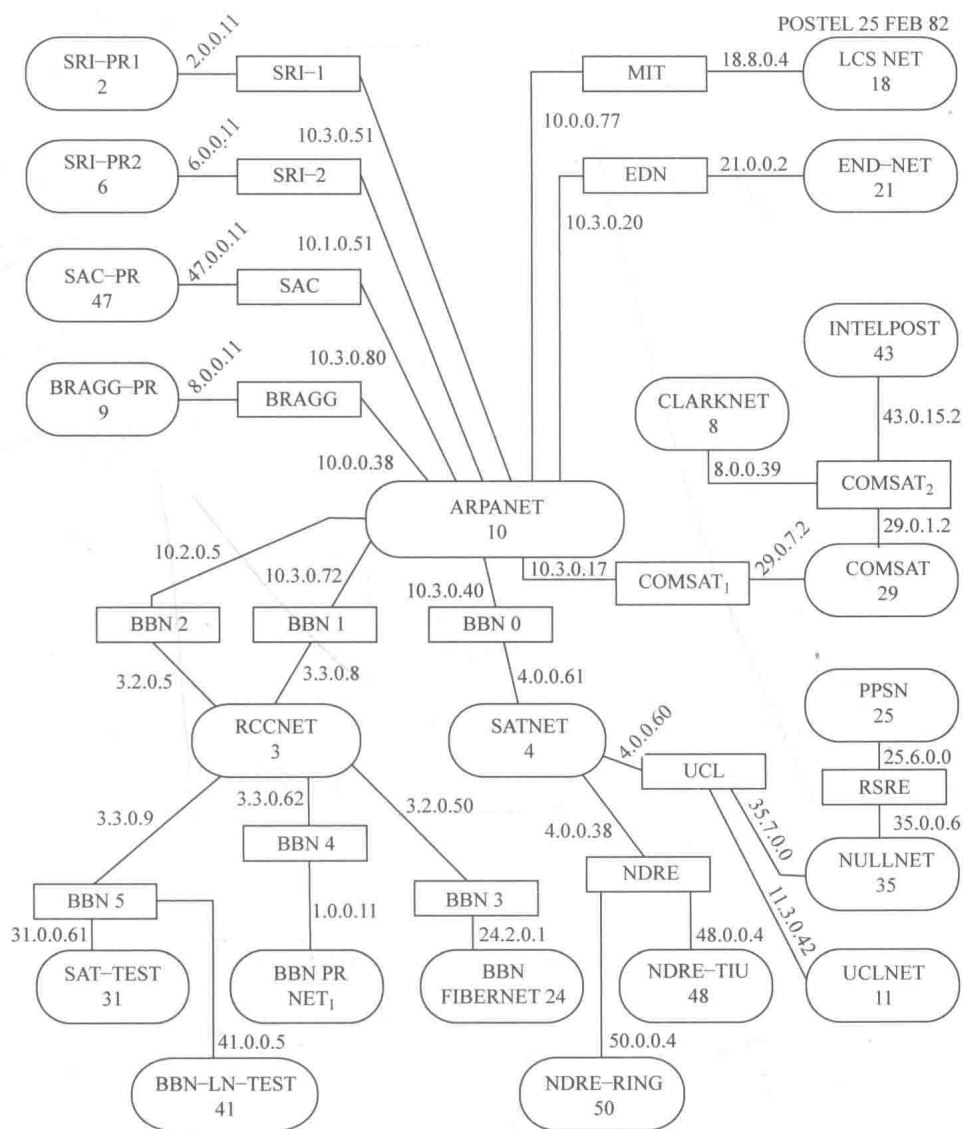 POSTEL 25 FEB 82
SRI–PR1
2
2.0.0.11
SRI–1
MIT
18.8.0.4
LCS NET
18
10.3.0.51
10.0.0.77
SRI-PR2
6
6.0.0.11
SRI–2
EDN
21.0.0.2
END–NET
21
10.1.0.51
10.3.0.20
SAC–PR
47
47.0.0.11
SAC
INTELPOST
43
10.3.0.80
BRAGG–PR
9
8.0.0.11
BRAGG
CLARKNET
8
43.0.15.2
10.0.0.38
8.0.0.39
COMSAT2
ARPANET
10
29.0.1.2
10.2.0.5
10.3.0.72
10.3.0.40
10.3.0.17
COMSAT1
29.0.7.2
COMSAT
29
BBN 2
BBN 1
BBN 0
3.2.0.5
3.3.0.8
4.0.0.61
PPSN
25
RCCNET
3
SATNET
4
4.0.0.60
UCL
25.6.0.0
RSRE
3.3.0.9
3.3.0.62
3.2.0.50
4.0.0.38
35.7.0.0
35.0.0.6
BBN 4
NDRE
NULLNET
35
BBN 5
1.0.0.11
BBN 3
11.3.0.42
31.0.0.61
24.2.0.1
48.0.0.4
SAT–TEST
31
BBN PR
NET1
BBN
FIBERNET 24
NDRE–TIU
48
UCLNET
11
41.0.0.5
50.0.0.4
BBN–LN–TEST
41
NDRE–RING
50